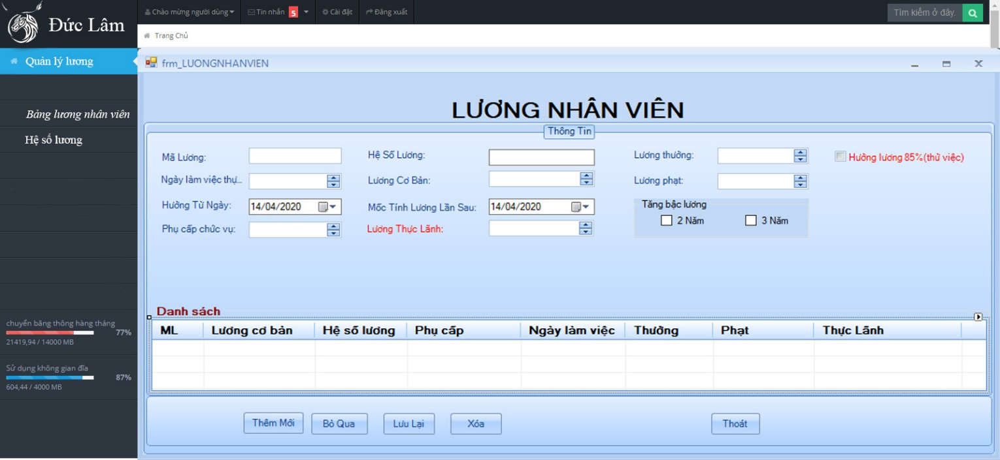 Đức Lâm
Chào mừng người dùng Tin nhắn 5 Cài đặt Đăng xuất Tìm kiếm ở đây.
Trang Chủ
Quản lý lương
Bảng lương nhân viên
Hệ số lương
chuyển băng thông hàng tháng
77%
21419,94 / 14000 MB
Sử dụng không gian đĩa
87%
604,44 / 4000 MB
frm_LUONGNHANVIEN
LƯƠNG NHÂN VIÊN
Thông Tin
Mã Lương: Hệ Số Lương: Lương thưởng: Hưởng lương 85%(thử việc)
Ngày làm việc thự... Lương Cơ Bản: Lương phạt:
Hưởng Từ Ngày: 14/04/2020 Mốc Tính Lương Lần Sau: 14/04/2020 Tăng bậc lương
2 Năm 3 Năm
Phụ cấp chức vụ: Lương Thực Lãnh:
Danh sách
ML Lương cơ bản Hệ số lương Phụ cấp Ngày làm việc Thưởng Phạt Thực Lãnh
Thêm Mới Bỏ Qua Lưu Lại Xóa Thoát